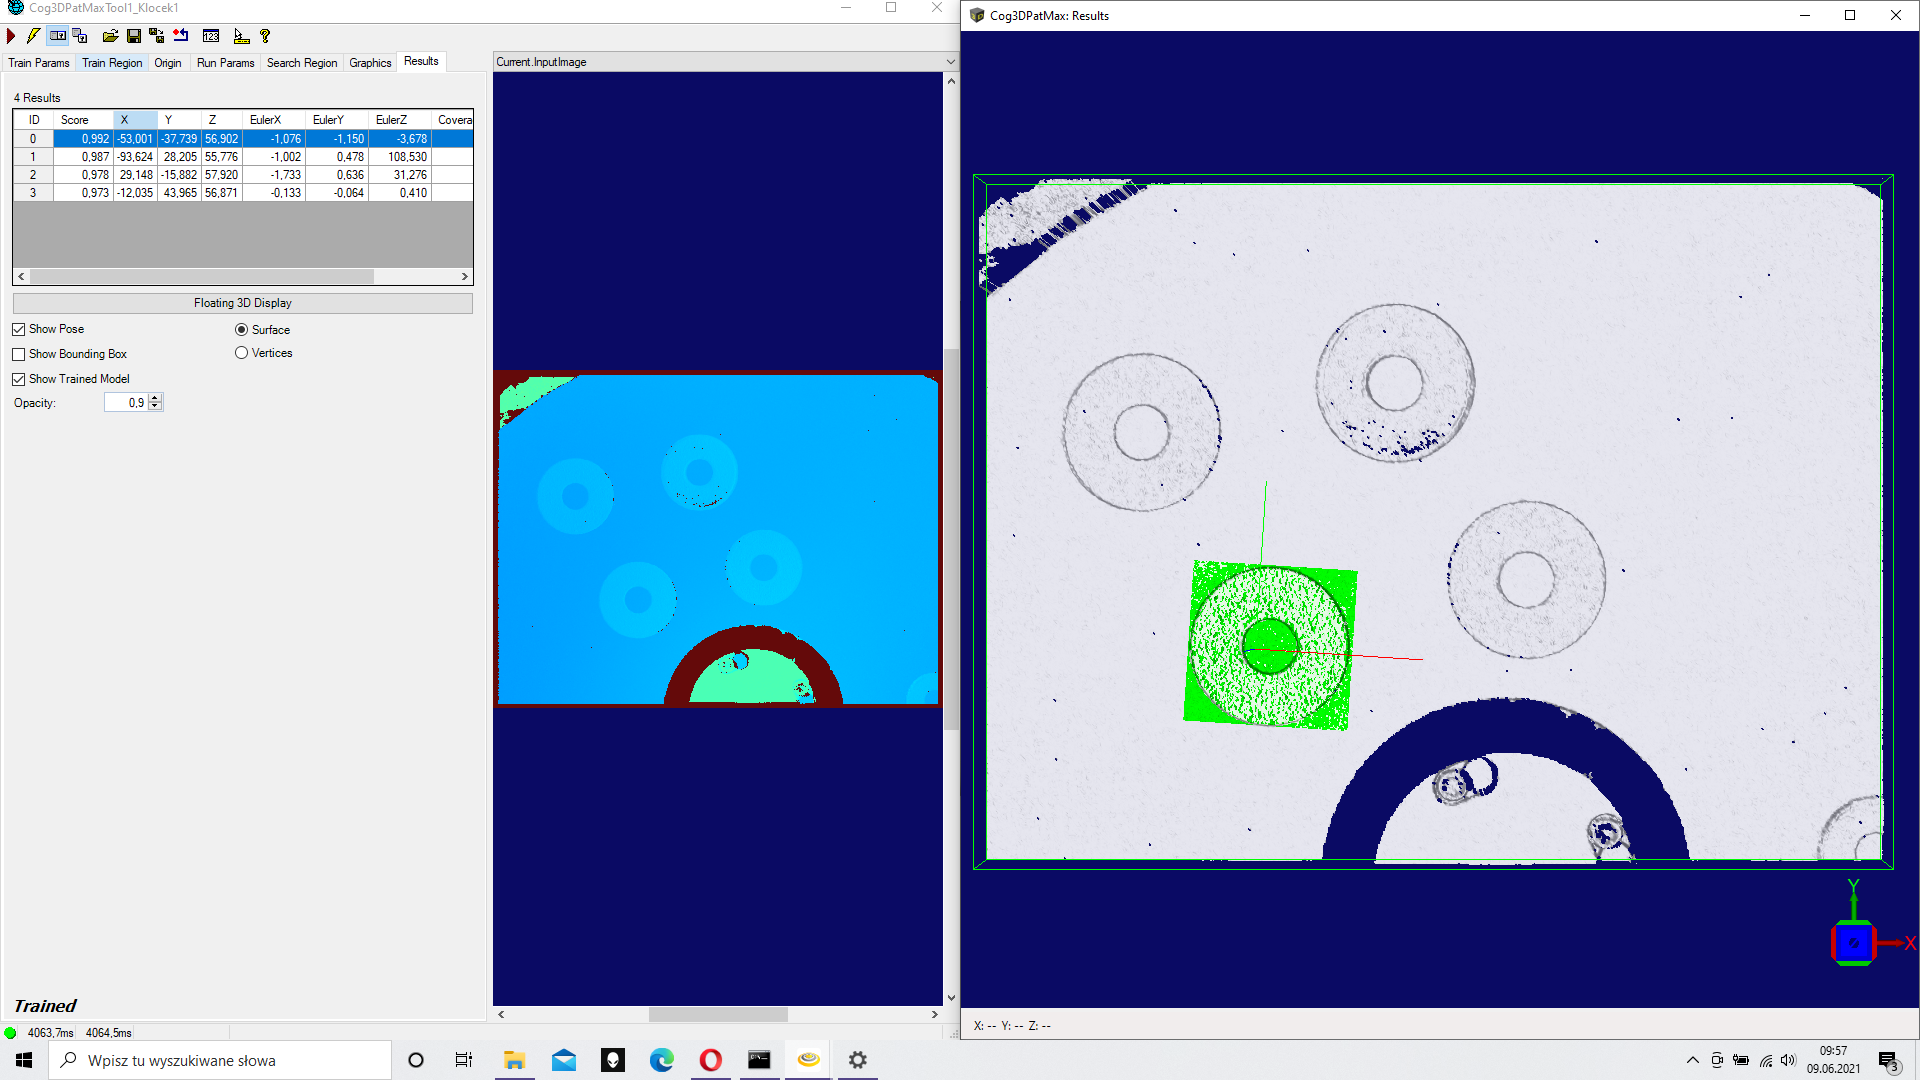 Cog3DPatMaxTool1_Klocek1
Train Params Train Region Origin Run Params Search Region Graphics Results
4 Results
ID Score X Y Z EulerX EulerY EulerZ Covera
0 0,992 -53,001 -37,739 56,902 -1,076 -1,150 -3,678
1 0,987 -93,624 28,205 55,776 -1,002 0,478 108,530
2 0,978 29,148 -15,882 57,920 -1,733 0,636 31,276
3 0,973 -12,035 43,965 56,871 -0,133 -0,064 0,410
Floating 3D Display
Show Pose Surface
Show Bounding Box Vertices
Show Trained Model
Opacity: 0,9
Trained
4063,7ms 4064,5ms
Current.InputImage
Cog3DPatMax: Results
Y
X
X: -- Y: -- Z: --
Wpisz tu wyszukiwane słowa
09:57
09.06.2021
3